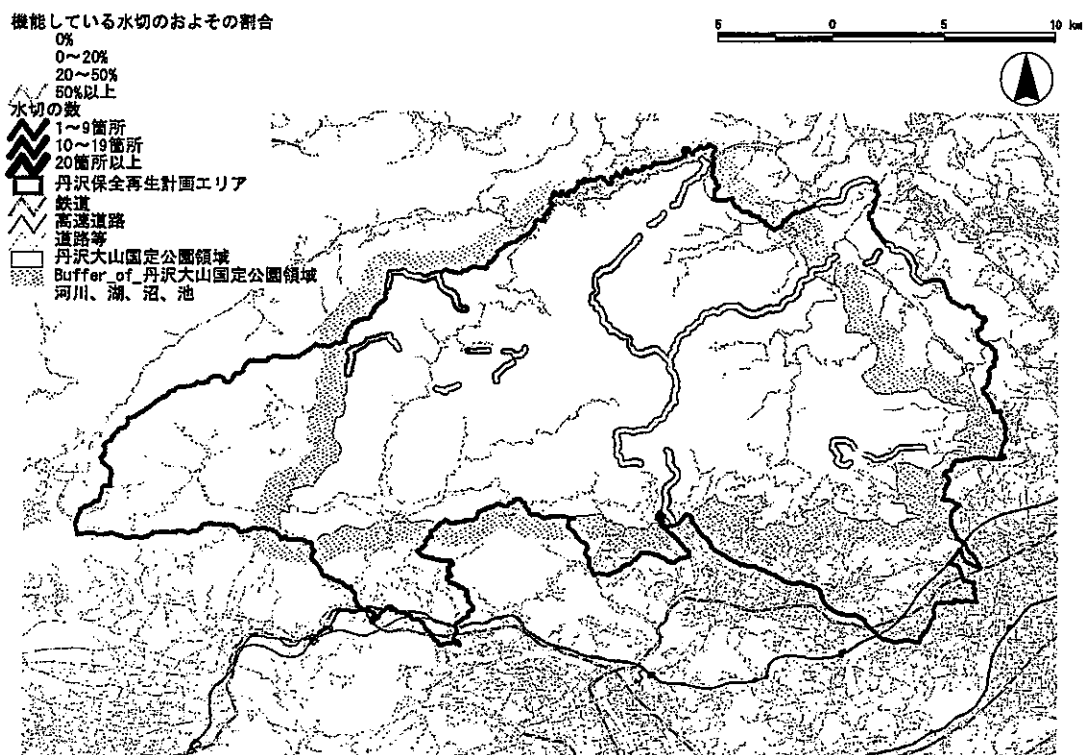 機能している水切のおよその割合
0%
0～20%
20～50%
50%以上
水切の数
1～9箇所
10～19箇所
20箇所以上
丹沢保全再生計画エリア
鉄道
高速道路
道路等
丹沢大山国定公園領域
Buffer_of_丹沢大山国定公園領域
河川、湖、沼、池
5 0 5 10 km